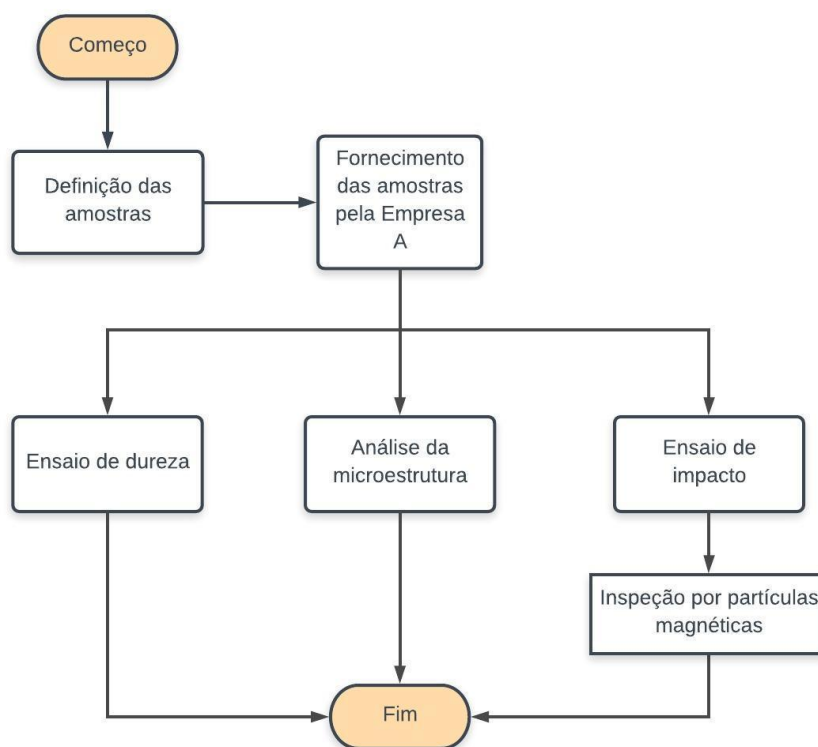 Começo
Definição das
amostras
Fornecimento
das amostras
pela Empresa
A
Ensaio de dureza
Análise da
microestrutura
Ensaio de
impacto
Inspeção por partículas
magnéticas
Fim